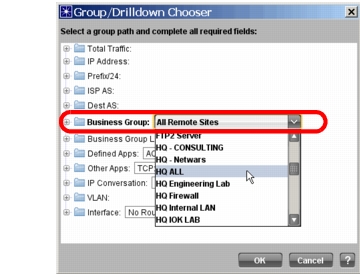 Group/Drilldown Chooser
Select a group path and complete all required fields:
Total Traffic:
IP Address:
Prefix/24:
ISP AS:
Dest AS:
Business Group: All Remote Sites
FTP2 Server
Business Group L
HQ - CONSULTING
Defined Apps: AC
HQ - Netwars
Other Apps: TCP
HQ ALL
IP Conversation:
HQ Engineering Lab
VLAN:
HQ Firewall
Interface: No Rou
HQ Internal LAN
HQ IOK LAB
OK Cancel ?